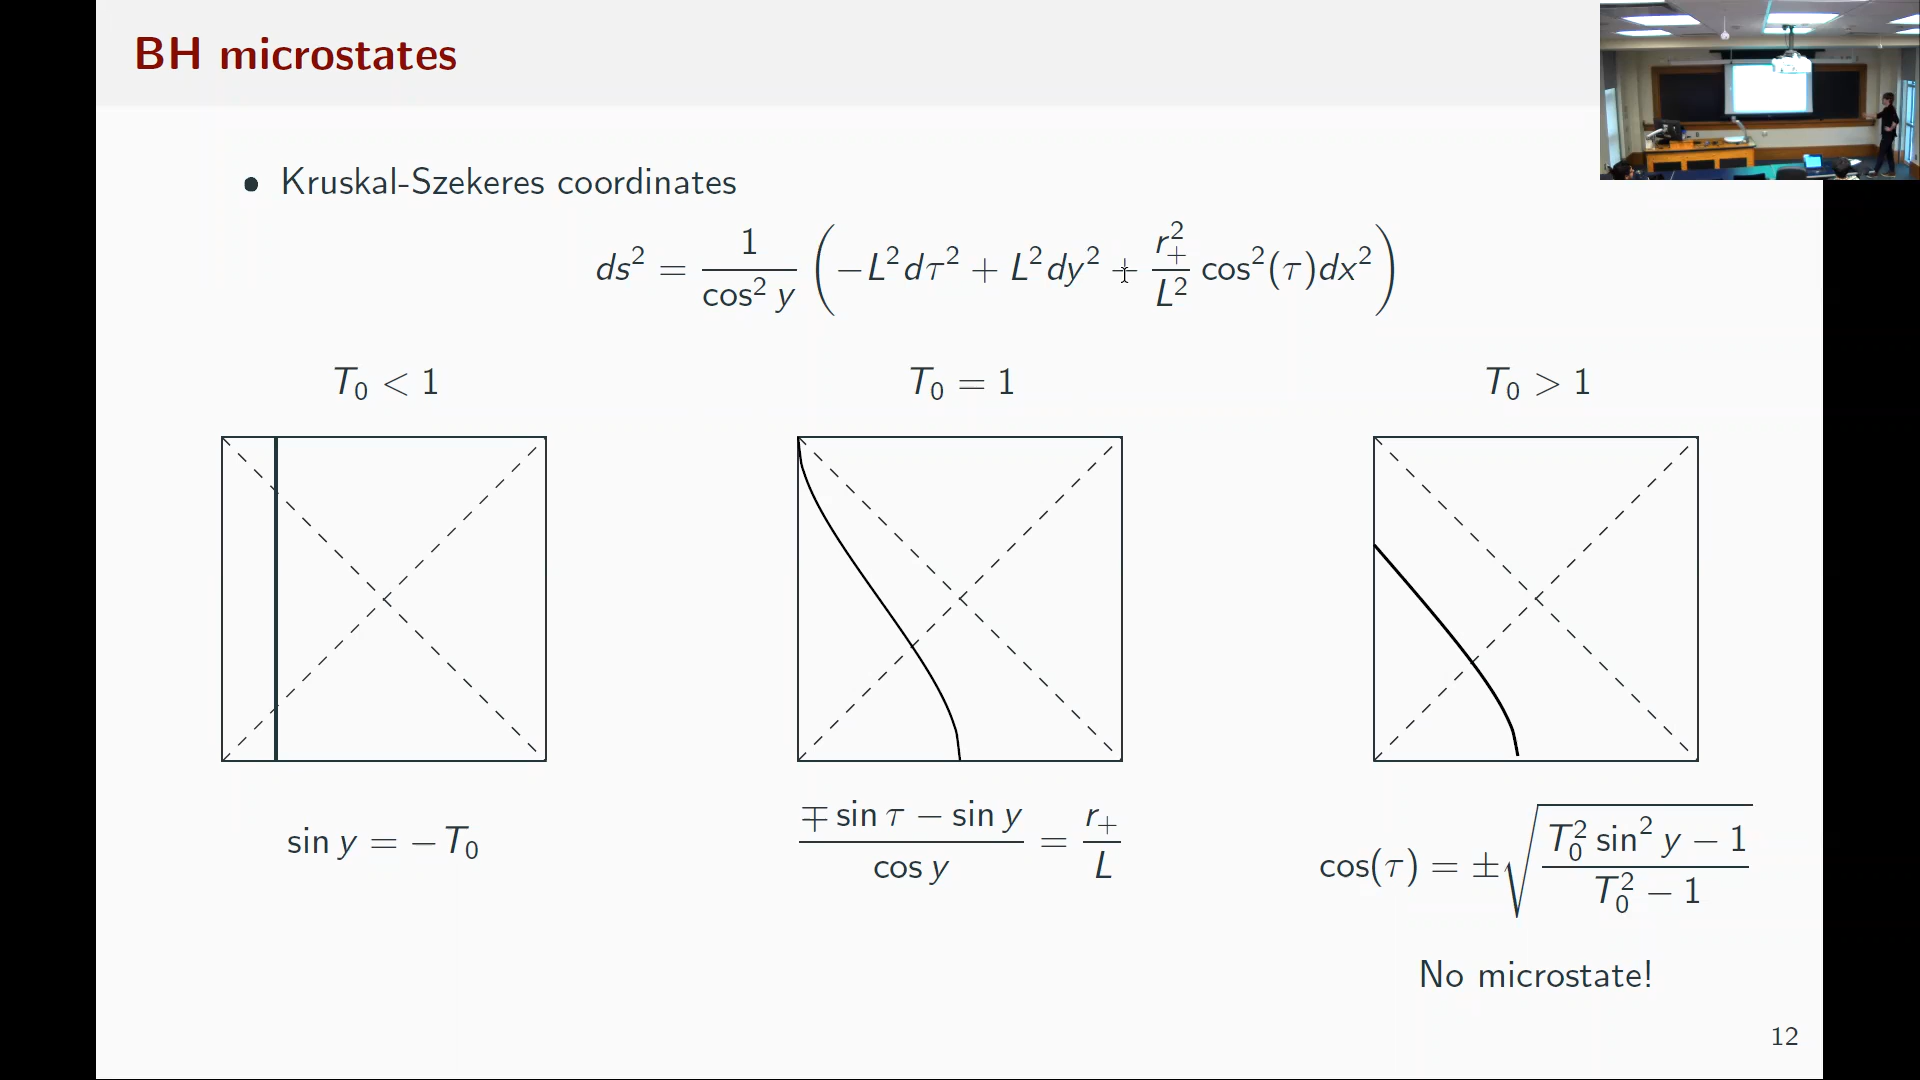 BH microstates
• Kruskal-Szekeres coordinates
ds² = 1/cos² y (−L²dτ² + L²dy² + r₊²/L² cos²(τ)dx²)
T₀ < 1
T₀ = 1
T₀ > 1
sin y = −T₀
(∓ sin τ − sin y)/cos y = r₊/L
cos(τ) = ±√((T₀² sin² y − 1)/(T₀² − 1))
No microstate!
12